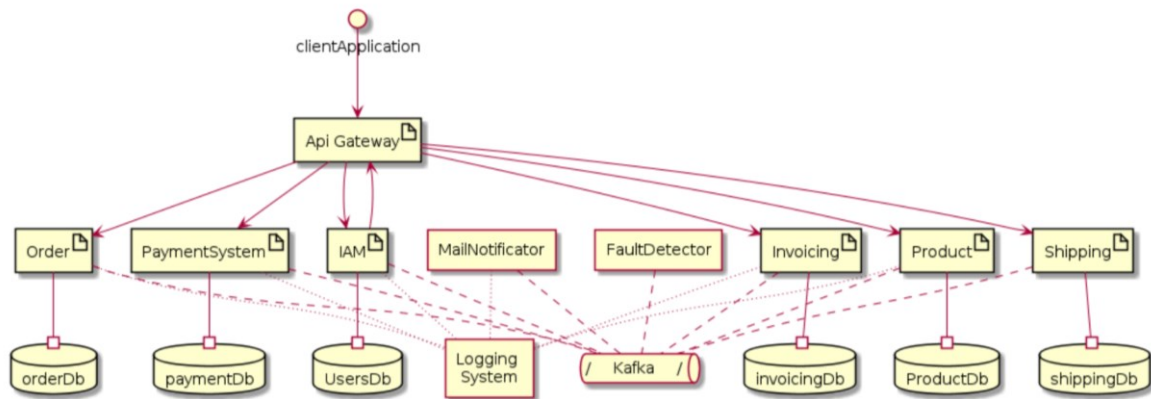 clientApplication
Api Gateway
Order
PaymentSystem
IAM
MailNotificator
FaultDetector
Invoicing
Product
Shipping
orderDb
paymentDb
UsersDb
Logging
System
/ Kafka /
invoicingDb
ProductDb
shippingDb